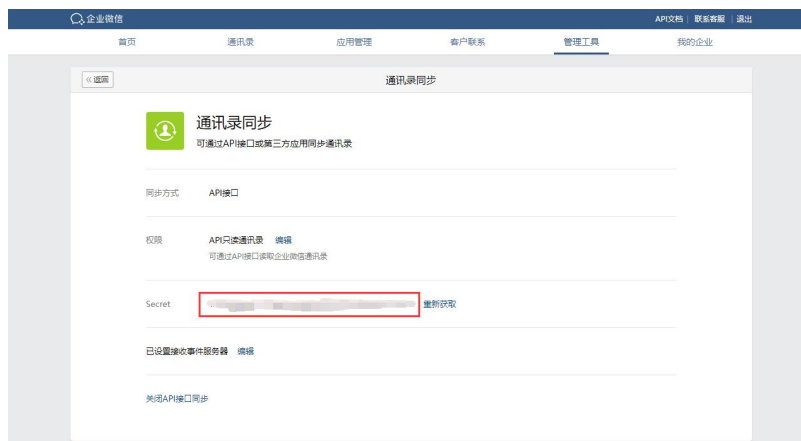 企业微信
API文档 | 联系客服 | 退出
首页 通讯录 应用管理 客户联系 管理工具 我的企业
« 返回
通讯录同步
通讯录同步
可通过API接口或第三方应用同步通讯录
同步方式 API接口
权限 API只读通讯录 编辑
可通过API接口读取企业微信通讯录
Secret 重新获取
已设置接收事件服务器 编辑
关闭API接口同步